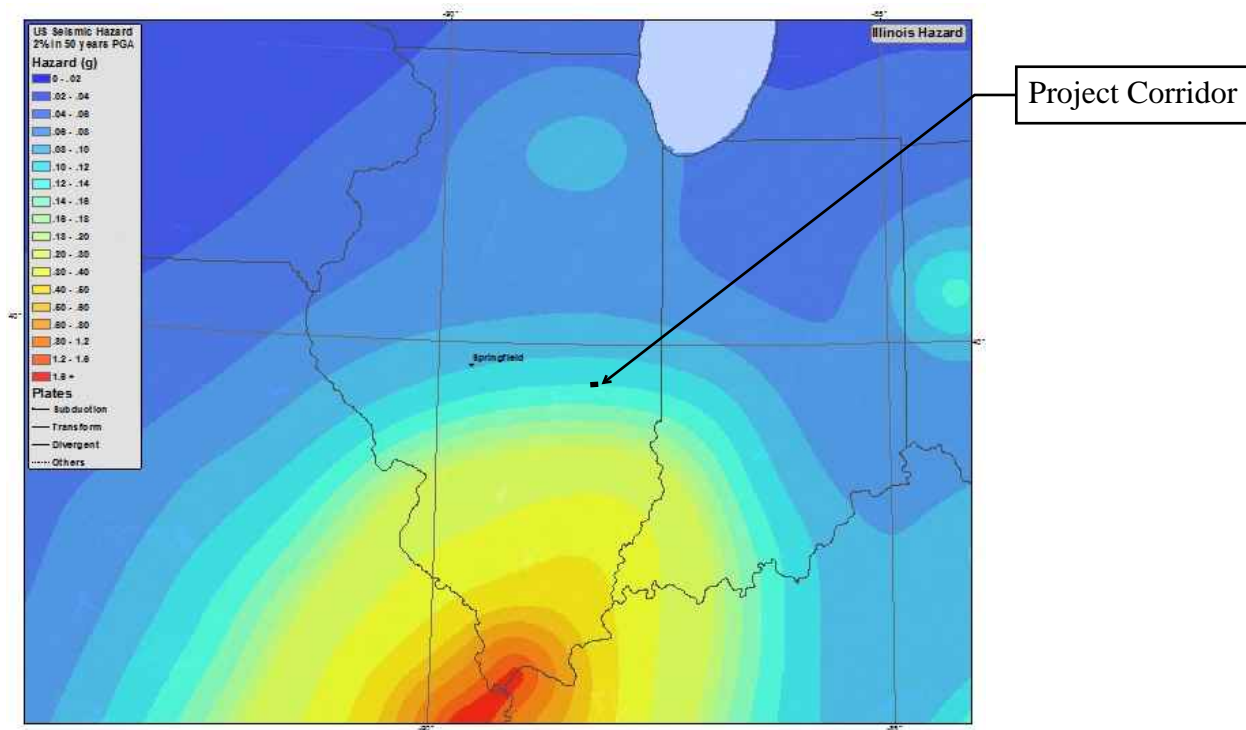 US Seismic Hazard
2% in 50 years PGA
Hazard (g)
0 - .02
.02 - .04
.04 - .06
.06 - .08
.08 - .10
.10 - .12
.12 - .14
.14 - .16
.16 - .18
.18 - .20
.20 - .30
.30 - .40
.40 - .50
.50 - .60
.60 - .80
.80 - 1.2
1.2 - 1.6
1.6 +
Plates
Subduction
Transform
Divergent
Others
Illinois Hazard
Project Corridor
Springfield